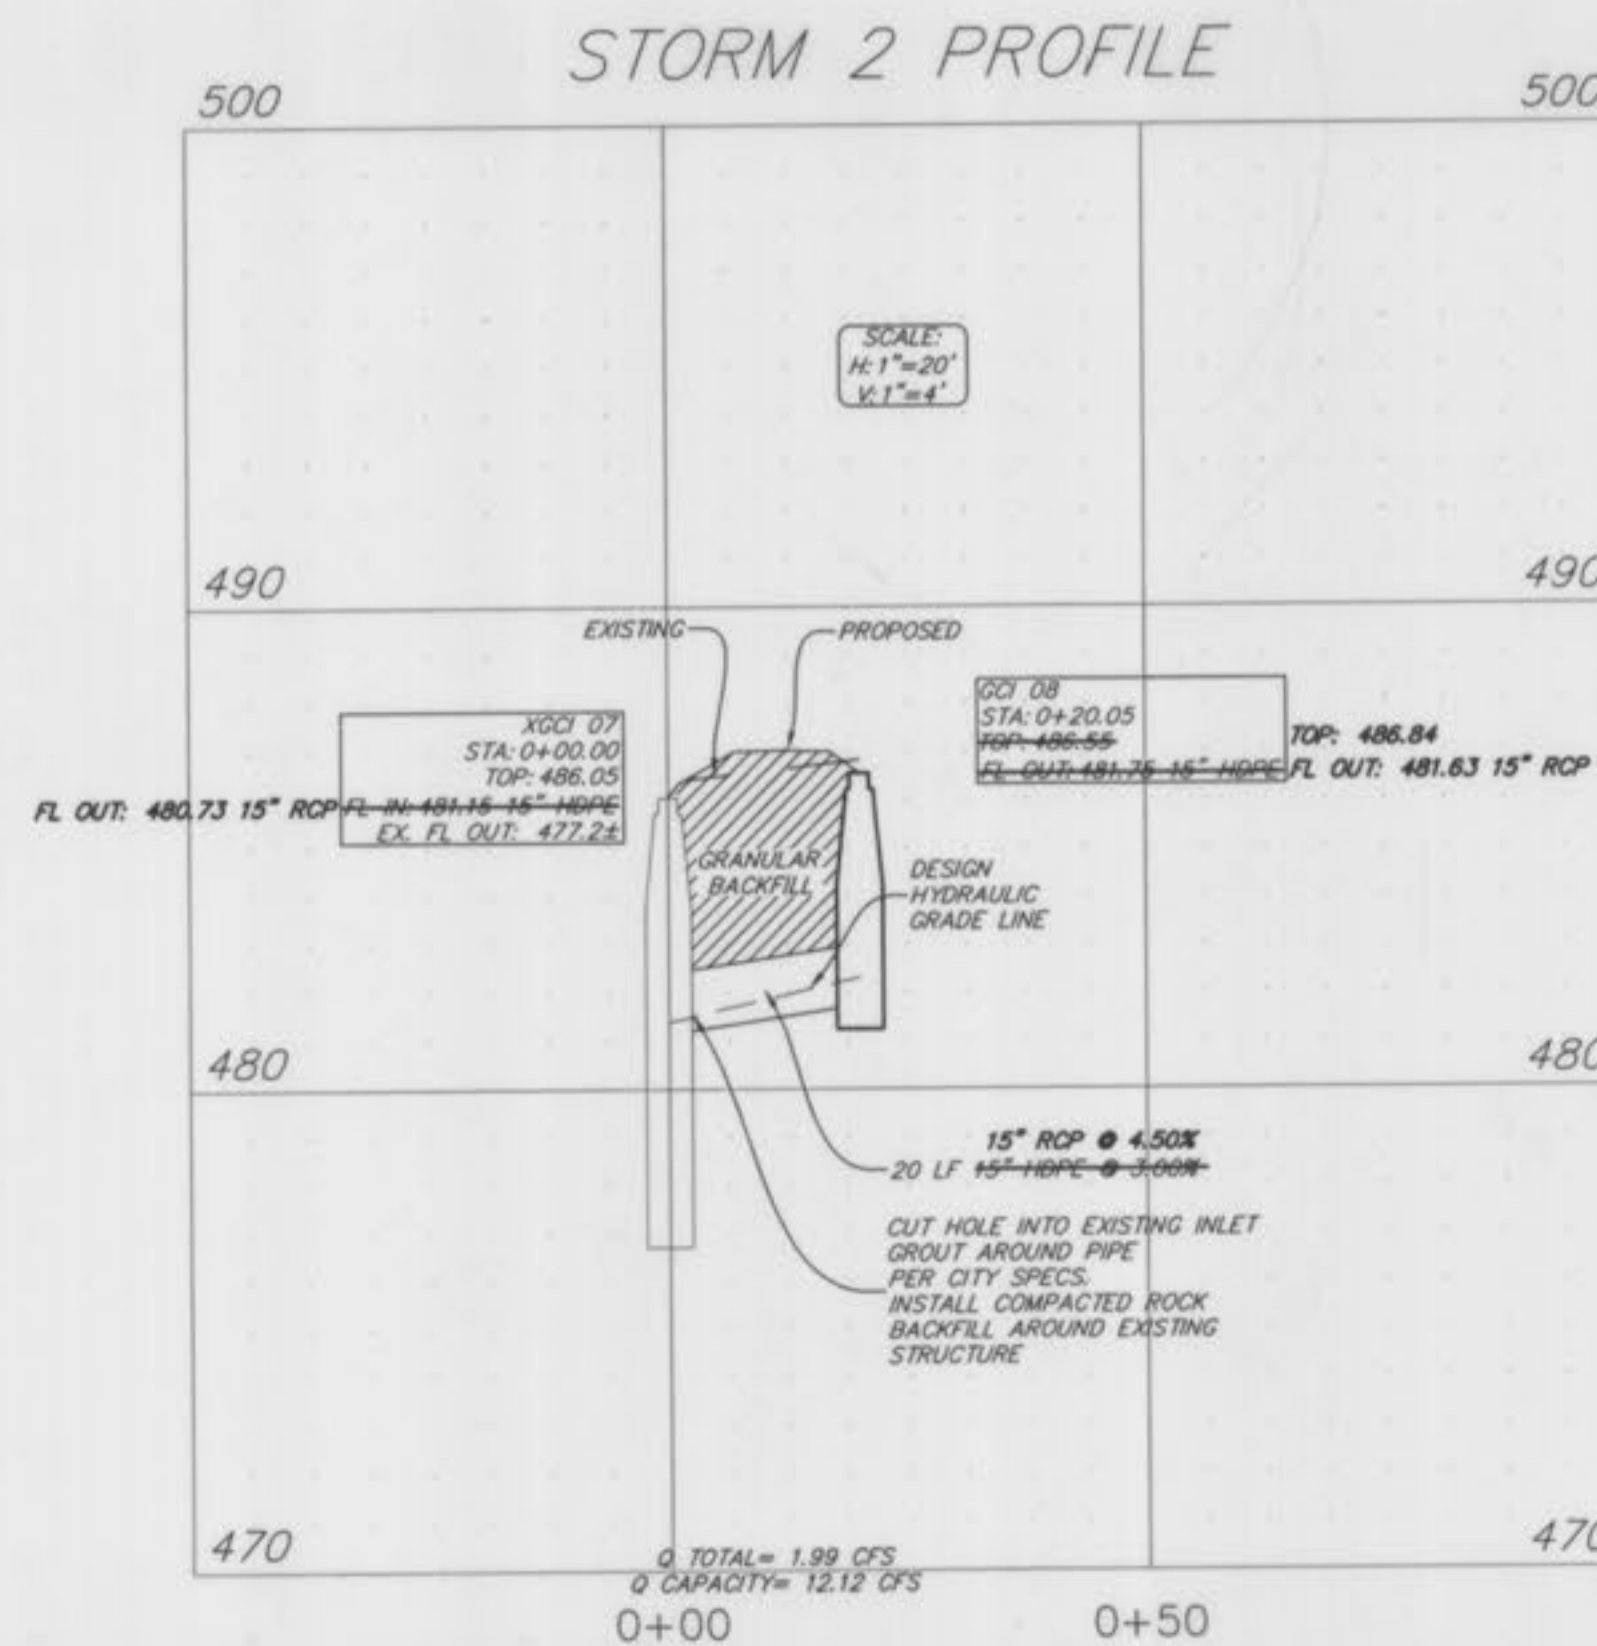 STORM 2 PROFILE
500
500
SCALE:
H: 1"=20'
V: 1"=4'
490
490
EXISTING
PROPOSED
XGCI 07
STA: 0+00.00
TOP: 486.05
FL OUT: 480.73 15" RCP FL IN: 481.15 15" HDPE
EX. FL OUT: 477.2±
GCI 08
STA: 0+20.05
TOP: 486.55
TOP: 486.84
FL OUT: 481.75 15" HDPE FL OUT: 481.63 15" RCP
GRANULAR
BACKFILL
DESIGN
HYDRAULIC
GRADE LINE
480
480
15" RCP @ 4.50%
20 LF 15" HDPE @ 3.00%
CUT HOLE INTO EXISTING INLET
GROUT AROUND PIPE
PER CITY SPECS.
INSTALL COMPACTED ROCK
BACKFILL AROUND EXISTING
STRUCTURE
470
470
Q TOTAL= 1.99 CFS
Q CAPACITY= 12.12 CFS
0+00
0+50